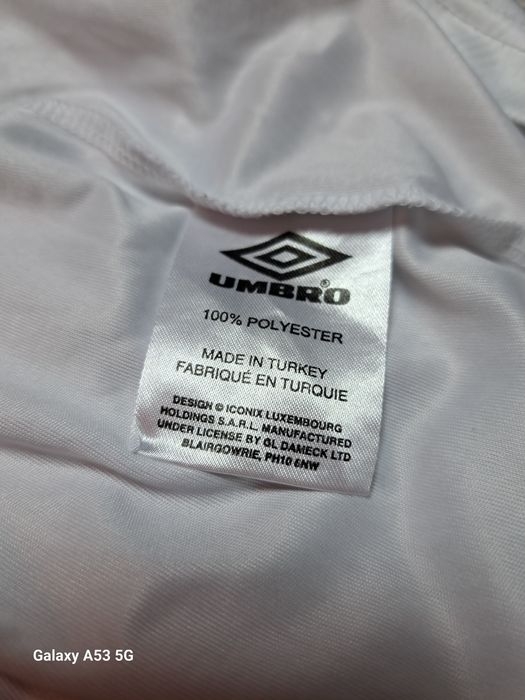 UMBRO®
100% POLYESTER
MADE IN TURKEY
FABRIQUÉ EN TURQUIE
DESIGN © ICONIX LUXEMBOURG
HOLDINGS S.A.R.L. MANUFACTURED
UNDER LICENSE BY GL DAMECK LTD
BLAIRGOWRIE, PH10 6NW
Galaxy A53 5G